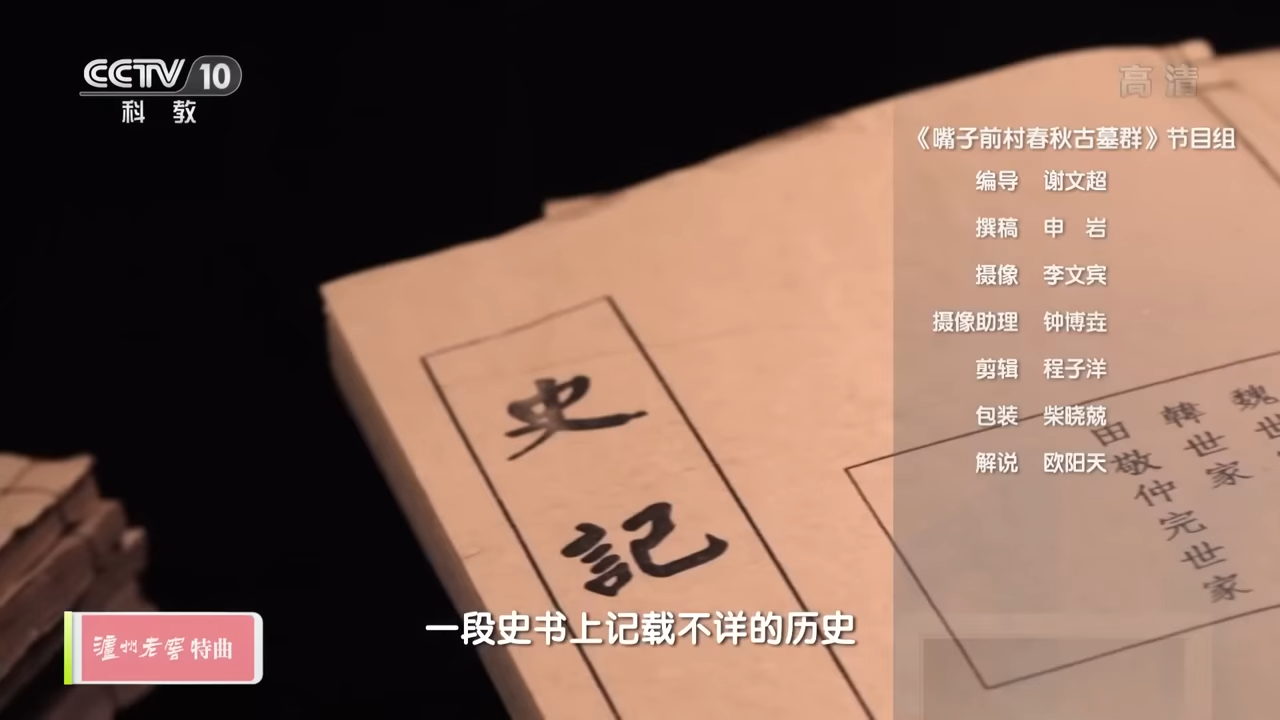 CCTV 10
科 教
高清
《嘴子前村春秋古墓群》节目组
编导 谢文超
撰稿 申 岩
摄像 李文宾
摄像助理 钟博垚
剪辑 程子洋
包装 柴晓兢
解说 欧阳天
史記
魏世
韓世家
田敬仲完世家
一段史书上记载不详的历史
泸州老窖 特曲